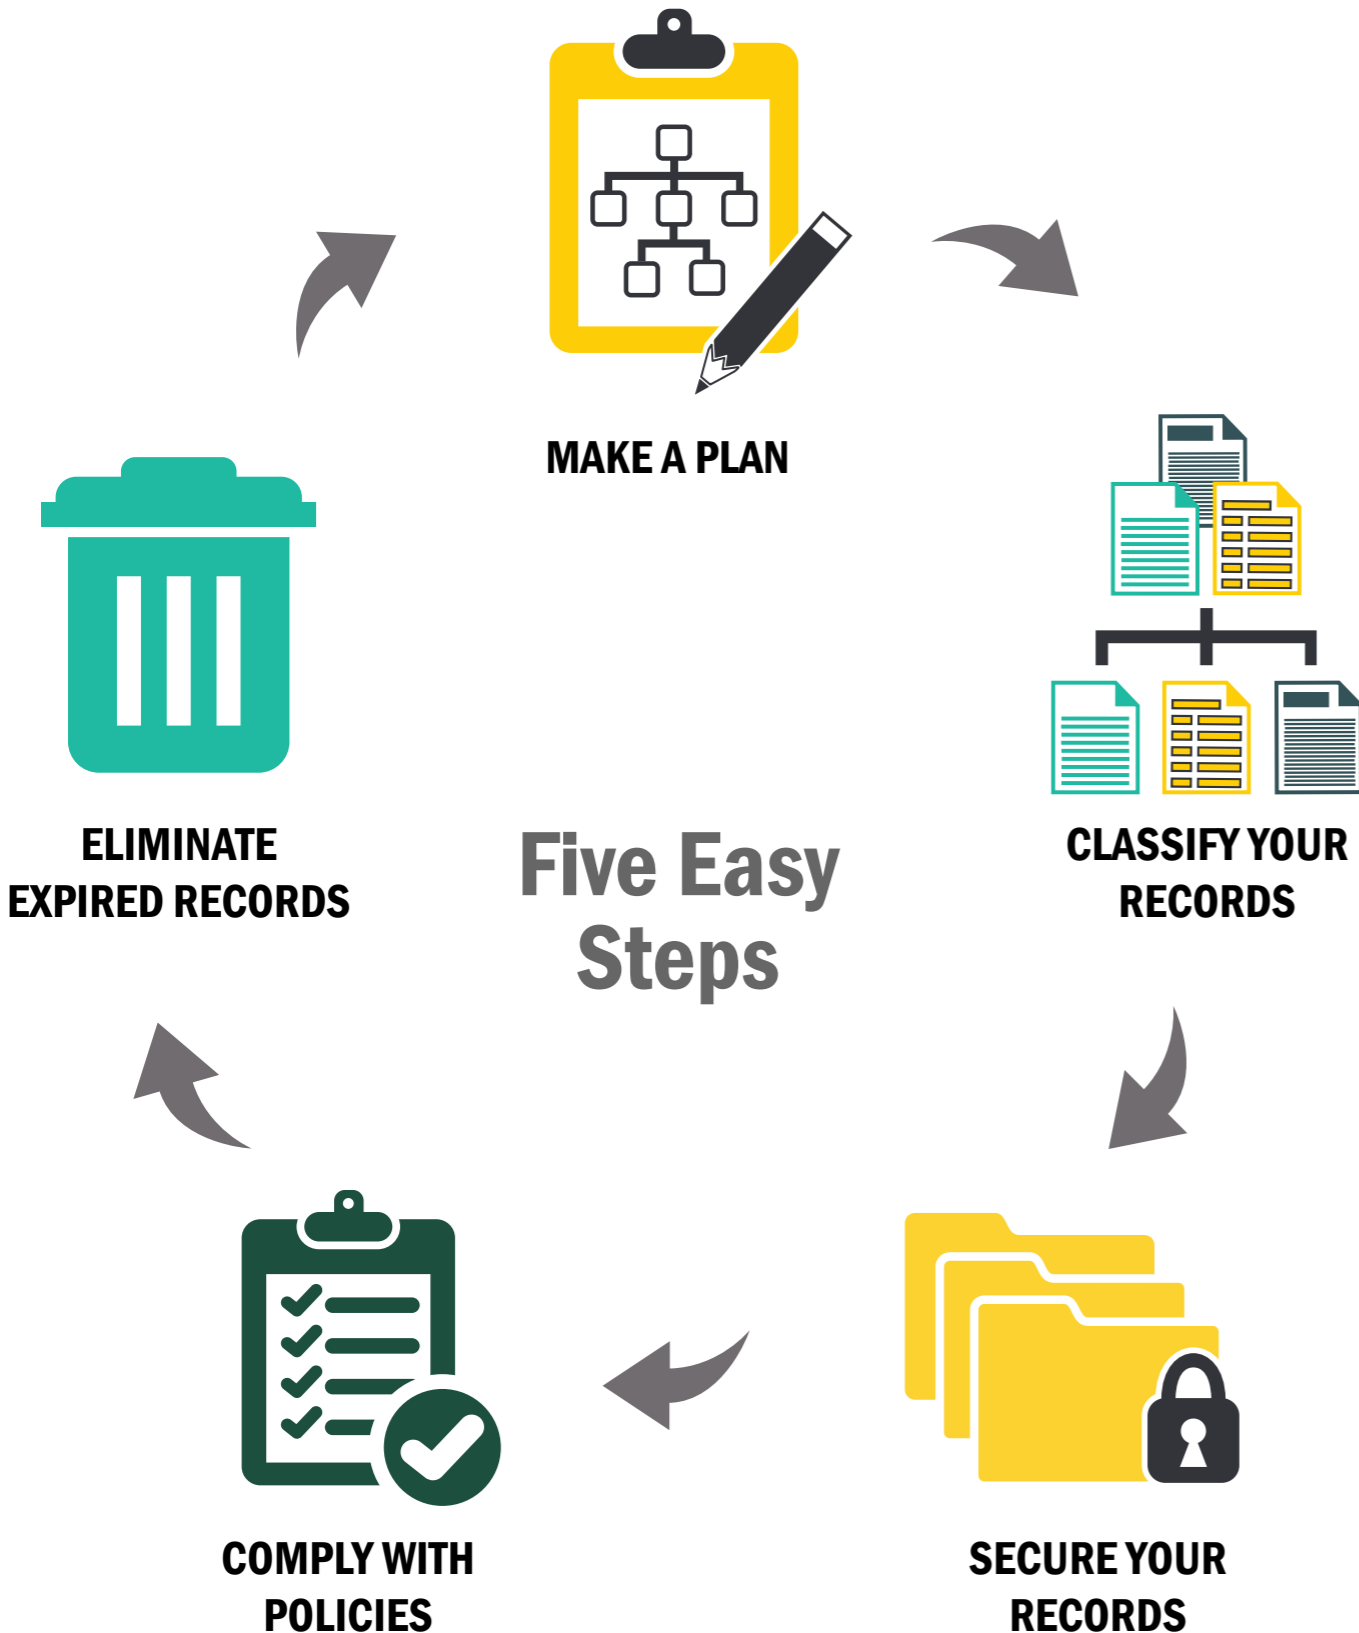 MAKE A PLAN
CLASSIFY YOUR
RECORDS
SECURE YOUR
RECORDS
COMPLY WITH
POLICIES
ELIMINATE
EXPIRED RECORDS
Five Easy
Steps